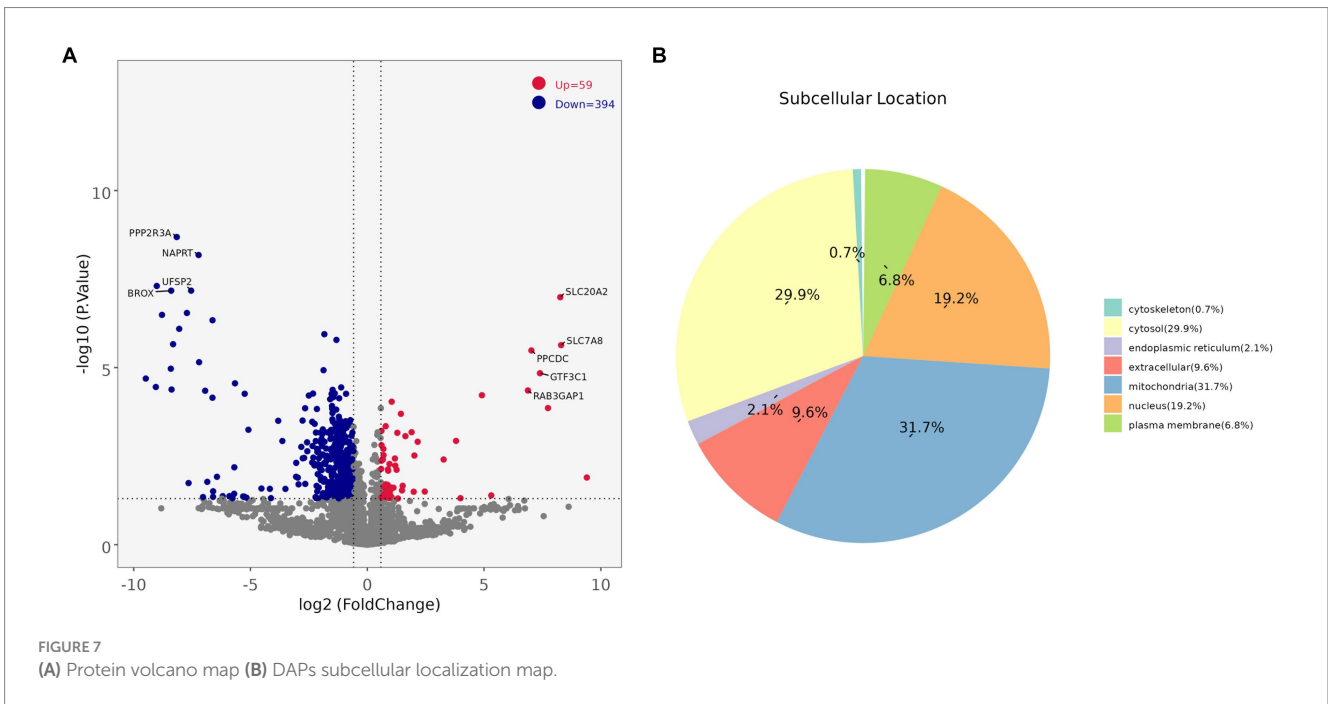 A
Up=59
Down=394
10
5
0
-log10 (P.Value)
PPP2R3A
NAPRT
UFSP2
BROX
SLC20A2
SLC7A8
PPCDC
GTF3C1
RAB3GAP1
-10 -5 0 5 10
log2 (FoldChange)
B
Subcellular Location
0.7%
6.8%
29.9%
19.2%
2.1%
9.6%
31.7%
cytoskeleton(0.7%)
cytosol(29.9%)
endoplasmic reticulum(2.1%)
extracellular(9.6%)
mitochondria(31.7%)
nucleus(19.2%)
plasma membrane(6.8%)
FIGURE 7
(A) Protein volcano map (B) DAPs subcellular localization map.